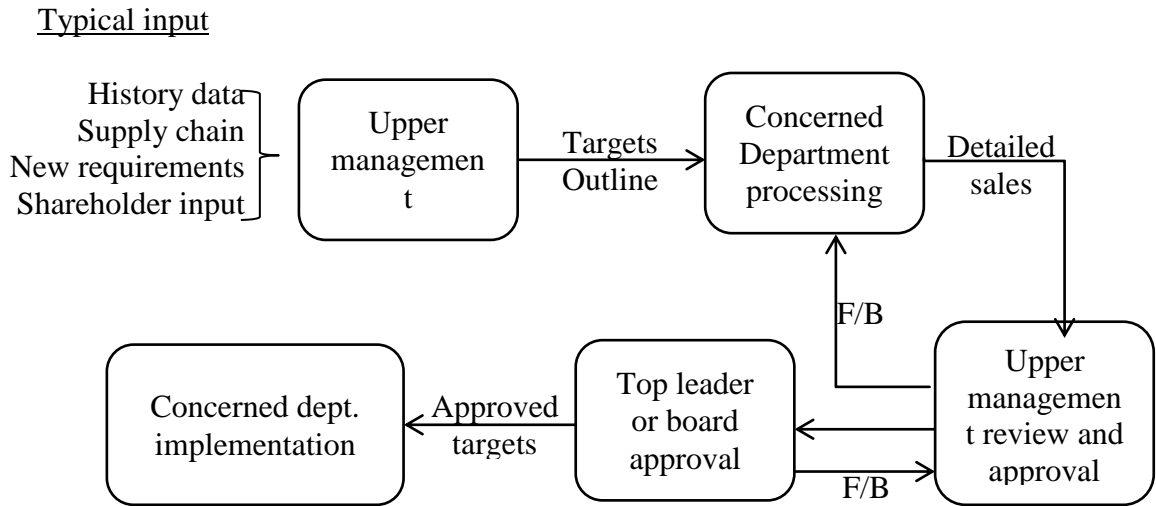 Typical input
History data
Supply chain
New requirements
Shareholder input
Upper
managemen
t
Targets
Outline
Concerned
Department
processing
Detailed
sales
F/B
Upper
managemen
t review and
approval
Top leader
or board
approval
F/B
Approved
targets
Concerned dept.
implementation